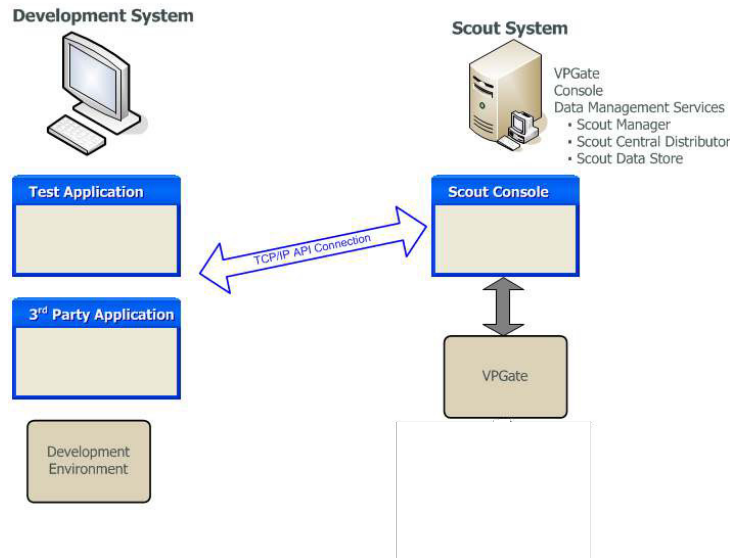 Development System
Scout System
VPGate
Console
Data Management Services
• Scout Manager
• Scout Central Distributor
• Scout Data Store
Test Application
Scout Console
TCP/IP API Connection
3rd Party Application
VPGate
Development
Environment